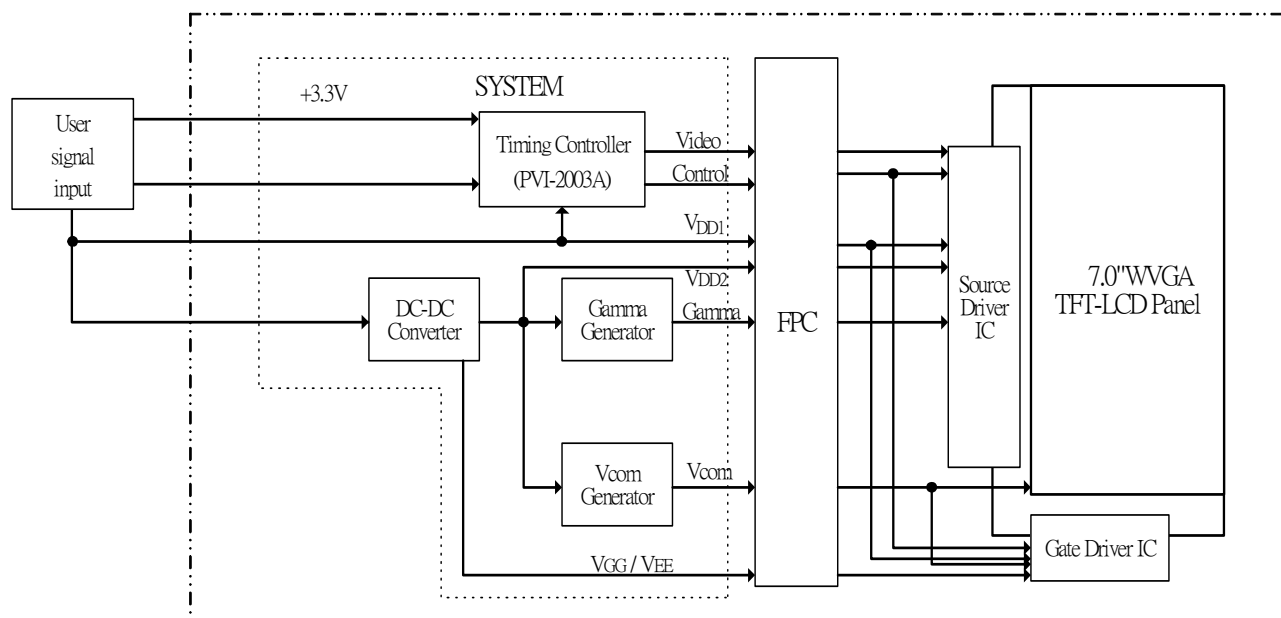 SYSTEM
+3.3V
User
signal
input
Timing Controller
(PVI-2003A)
Video
Control
VDD1
VDD2
DC-DC
Converter
Gamma
Generator
Gamma
FPC
Source
Driver
IC
7.0"WVGA
TFT-LCD Panel
Vcom
Generator
Vcom
VGG / VEE
Gate Driver IC